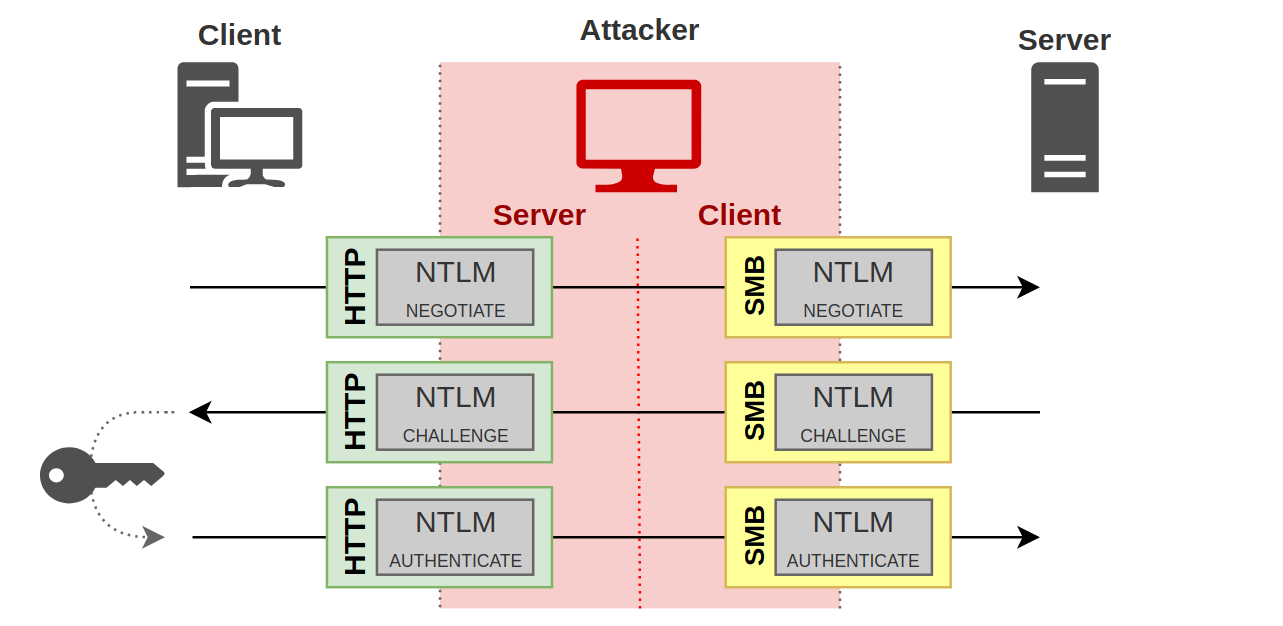 Client
Attacker
Server
Server
Client
HTTP
NTLM
NEGOTIATE
SMB
NTLM
NEGOTIATE
HTTP
NTLM
CHALLENGE
SMB
NTLM
CHALLENGE
HTTP
NTLM
AUTHENTICATE
SMB
NTLM
AUTHENTICATE